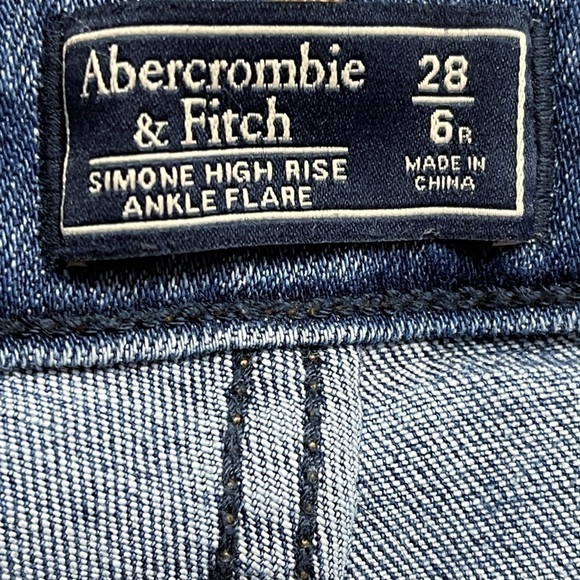 Abercrombie
& Fitch
SIMONE HIGH RISE
ANKLE FLARE
28
6R
MADE IN
CHINA